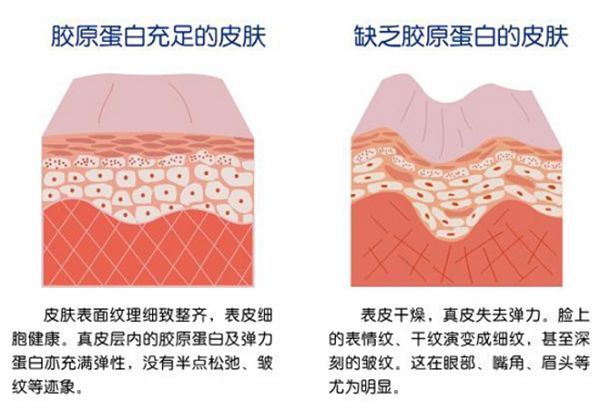 胶原蛋白充足的皮肤
缺乏胶原蛋白的皮肤
皮肤表面纹理细致整齐，表皮细
胞健康。真皮层内的胶原蛋白及弹力
蛋白亦充满弹性，没有半点松弛、皱
纹等迹象。
表皮干燥，真皮失去弹力。脸上
的表情纹、干纹演变成细纹，甚至深
刻的皱纹。这在眼部、嘴角、眉头等
尤为明显。